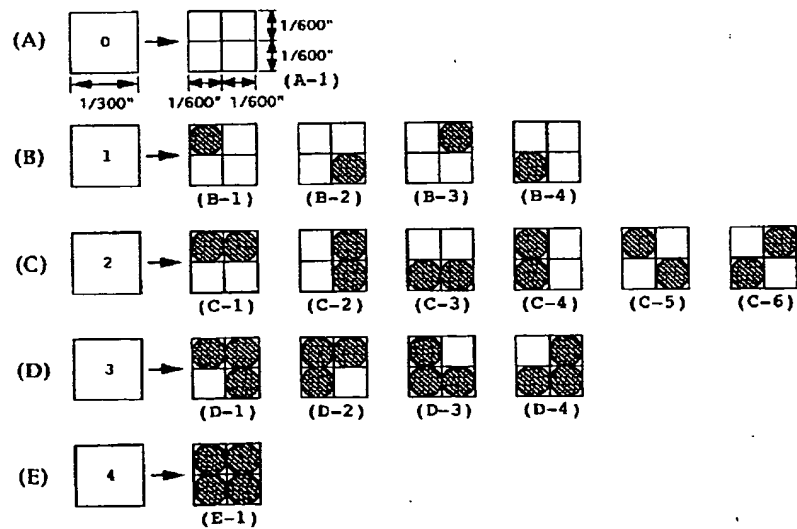 (A) 0 1/600"
1/600"
(A-1)
1/300" 1/600" 1/600"
(B) 1
(B-1) (B-2) (B-3) (B-4)
(C) 2
(C-1) (C-2) (C-3) (C-4) (C-5) (C-6)
(D) 3
(D-1) (D-2) (D-3) (D-4)
(E) 4
(E-1)